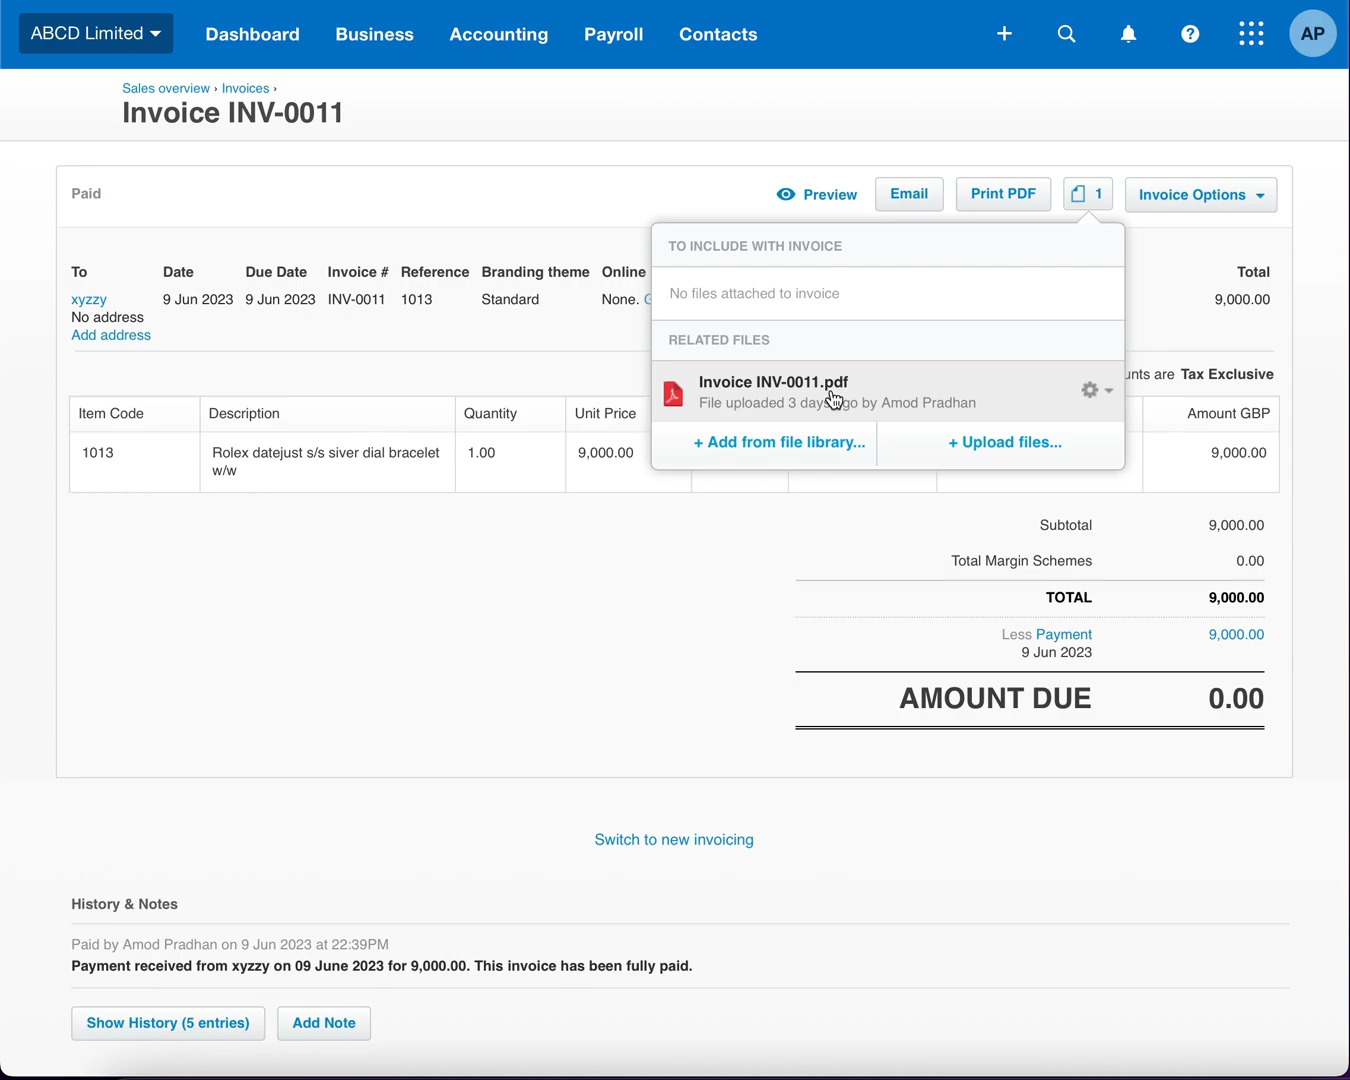 ABCD Limited
Dashboard
Business
Accounting
Payroll
Contacts
AP
Sales overview › Invoices ›
Invoice INV-0011
Paid
Preview
Email
Print PDF
1
Invoice Options
TO INCLUDE WITH INVOICE
No files attached to invoice
RELATED FILES
Invoice INV-0011.pdf
File uploaded 3 days ago by Amod Pradhan
+ Add from file library...
+ Upload files...
To
Date
Due Date
Invoice #
Reference
Branding theme
Online
Total
xyzzy
9 Jun 2023
9 Jun 2023
INV-0011
1013
Standard
None.
9,000.00
No address
Add address
unts are Tax Exclusive
Item Code
Description
Quantity
Unit Price
Amount GBP
1013
Rolex datejust s/s siver dial bracelet
w/w
1.00
9,000.00
9,000.00
Subtotal 9,000.00
Total Margin Schemes 0.00
TOTAL 9,000.00
Less Payment 9,000.00
9 Jun 2023
AMOUNT DUE 0.00
Switch to new invoicing
History & Notes
Paid by Amod Pradhan on 9 Jun 2023 at 22:39PM
Payment received from xyzzy on 09 June 2023 for 9,000.00. This invoice has been fully paid.
Show History (5 entries)
Add Note